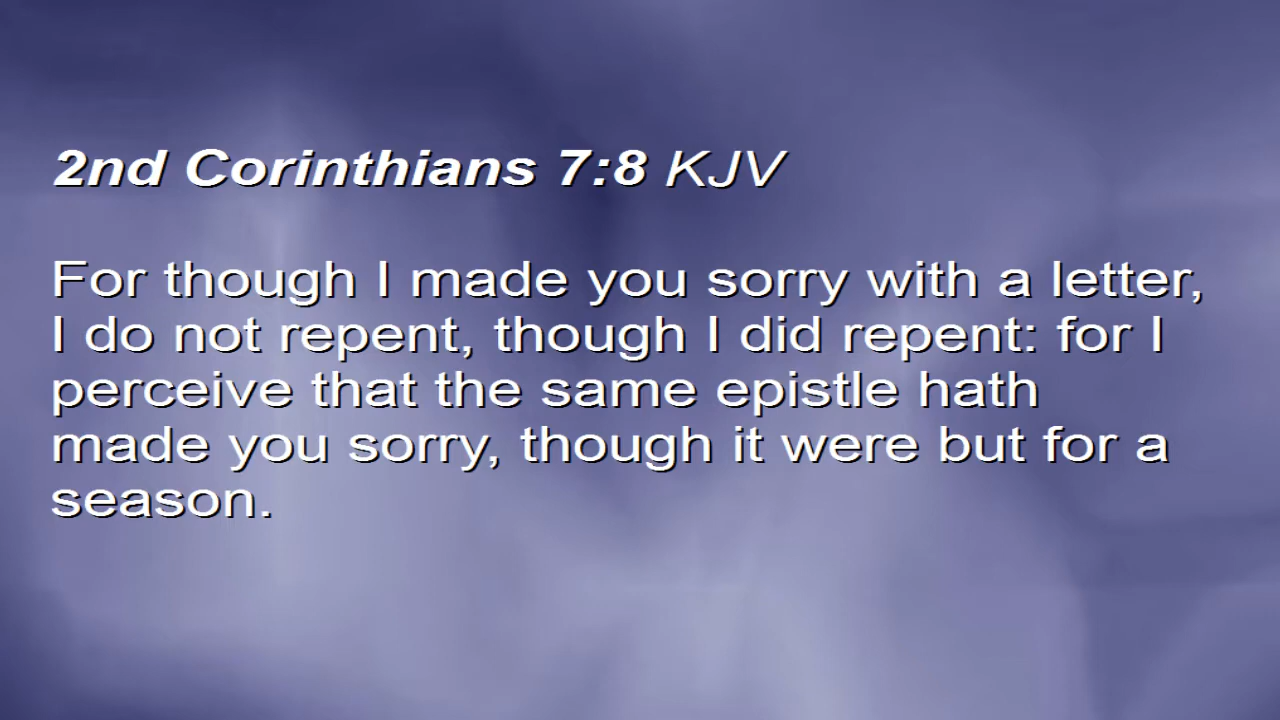 2nd Corinthians 7:8 KJV
For though I made you sorry with a letter,
I do not repent, though I did repent: for I
perceive that the same epistle hath
made you sorry, though it were but for a
season.